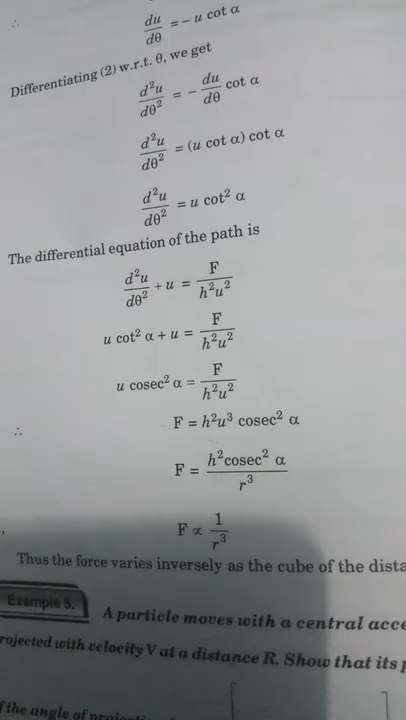 ∴ du/dθ = – u cot α
Differentiating (2) w.r.t. θ, we get
d²u/dθ² = – du/dθ cot α
d²u/dθ² = (u cot α) cot α
d²u/dθ² = u cot² α
The differential equation of the path is
d²u/dθ² + u = F/h²u²
u cot² α + u = F/h²u²
u cosec² α = F/h²u²
∴ F = h²u³ cosec² α
F = h²cosec² α/r³
F ∝ 1/r³
Thus the force varies inversely as the cube of the dista
Example 5. A particle moves with a central acce
rojected with velocity V at a distance R. Show that its p
f the angle of